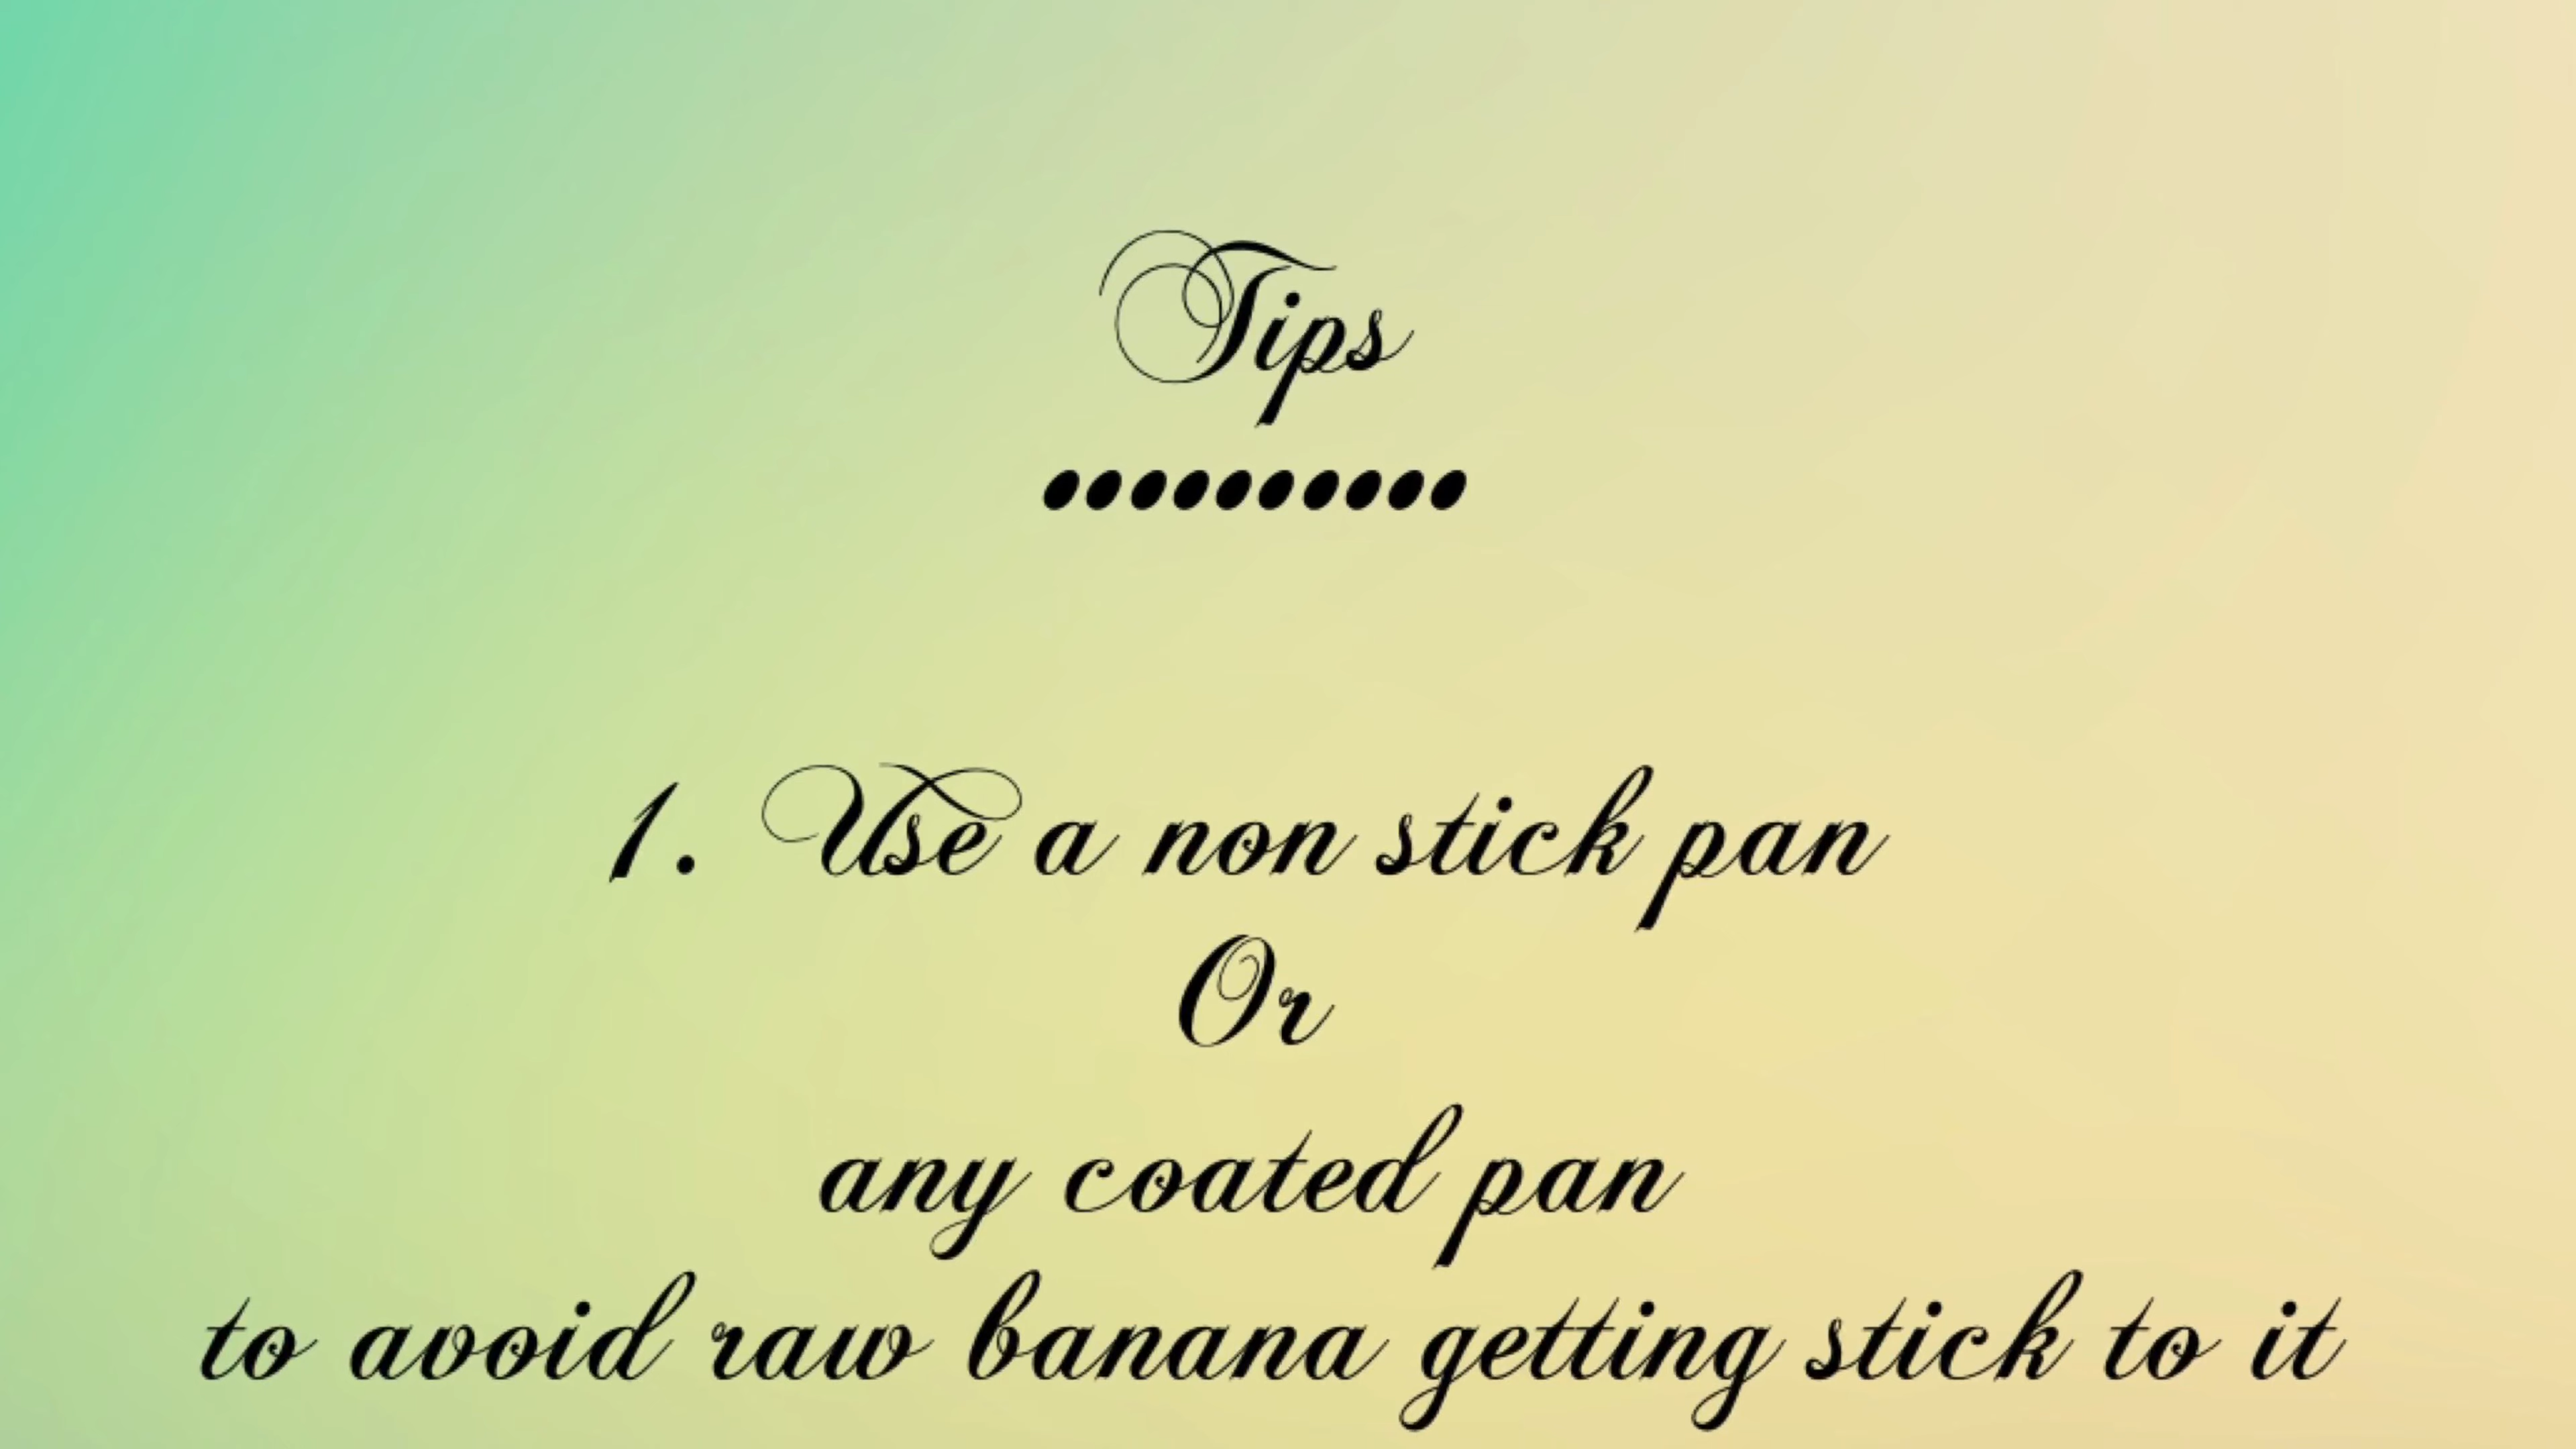 Tips
..........
1. Use a non stick pan
Or
any coated pan
to avoid raw banana getting stick to it